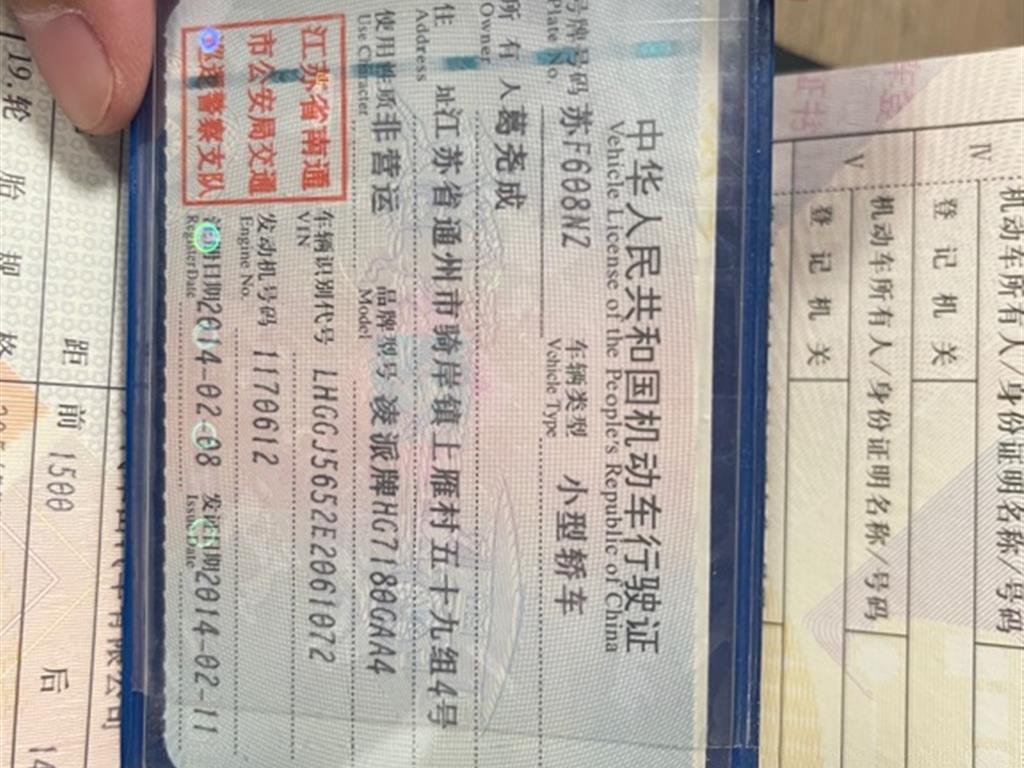 中华人民共和国机动车行驶证
Vehicle License of the People's Republic of China
号牌号码 苏F608NZ 车辆类型 小型轿车
Plate No. Vehicle Type
所有人 葛尧成
Owner
住址 江苏省通州市骑岸镇上雁村五十九组4号
Address
使用性质 非营运 品牌型号 凌派牌HG7180GAA4
Use Character Model
江苏省南通
市公安局交通
巡逻警察支队
车辆识别代号 LHGGJ5652E2061072
VIN
发动机号码 1170612
Engine No.
注册日期 2014-02-08 发证日期 2014-02-11
Register Date Issue Date
IV
机动车所有人/身份证明名称/号码
登记机关
V
机动车所有人/身份证明名称/号码
登记机关
19.轮胎规格
距 前 1500 后 14
有限公司